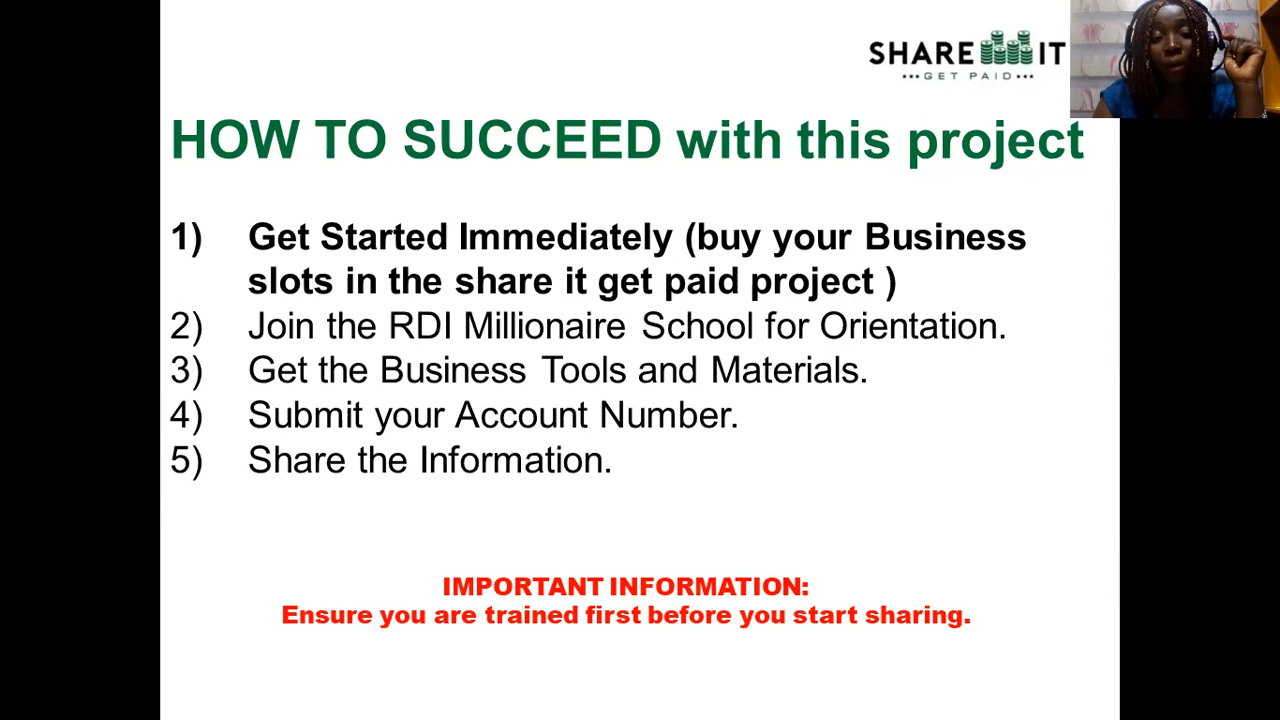 SHARE IT
GET PAID
HOW TO SUCCEED with this project
1) Get Started Immediately (buy your Business
slots in the share it get paid project )
2) Join the RDI Millionaire School for Orientation.
3) Get the Business Tools and Materials.
4) Submit your Account Number.
5) Share the Information.
IMPORTANT INFORMATION:
Ensure you are trained first before you start sharing.